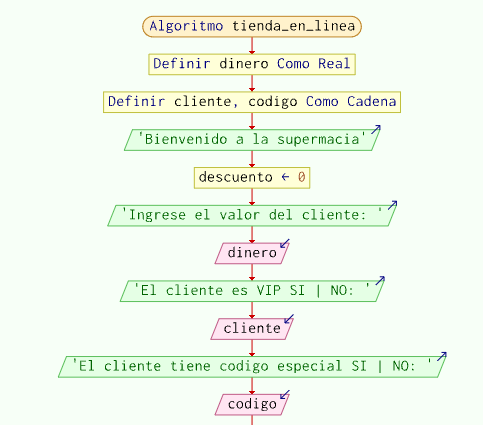 Algoritmo tienda_en_linea
Definir dinero Como Real
Definir cliente, codigo Como Cadena
'Bienvenido a la supermacia'
descuento ← 0
'Ingrese el valor del cliente: '
dinero
'El cliente es VIP SI | NO: '
cliente
'El cliente tiene codigo especial SI | NO: '
codigo